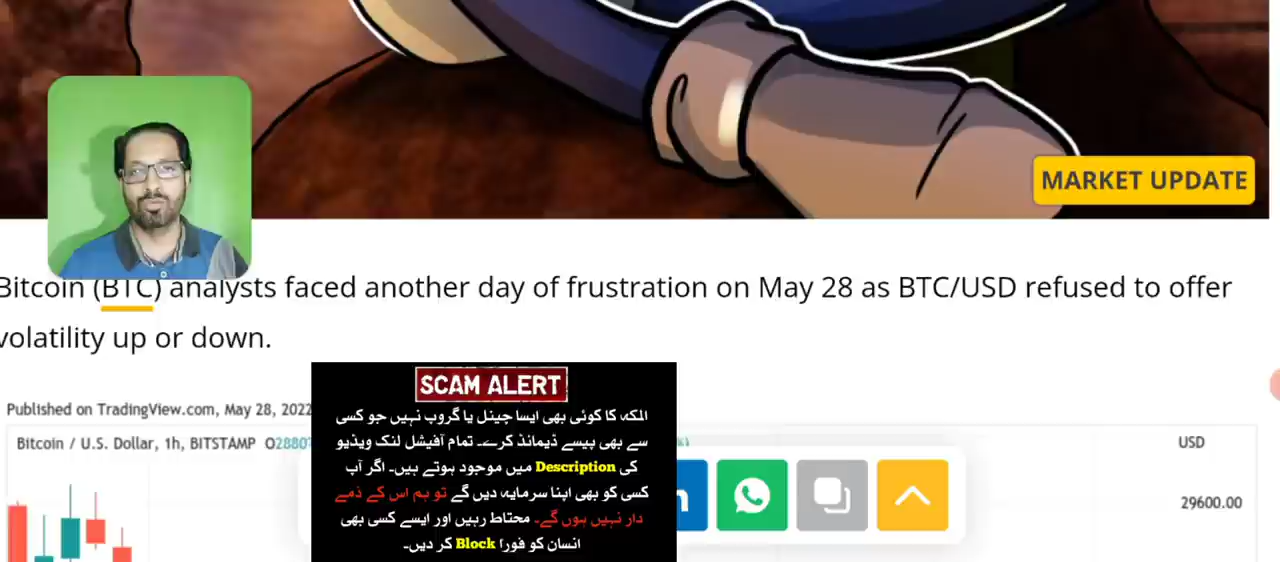 MARKET UPDATE
Bitcoin (BTC) analysts faced another day of frustration on May 28 as BTC/USD refused to offer
volatility up or down.
Published on TradingView.com, May 28, 2022
Bitcoin / U.S. Dollar, 1h, BITSTAMP O2880
USD
29600.00
SCAM ALERT
المکہ کا کوئی بھی ایسا چینل یا گروپ نہیں جو کسی
سے بھی پیسے ڈیمانڈ کرے۔ تمام آفیشل لنک ویڈیو
کی Description میں موجود ہوتے ہیں۔ اگر آپ
کسی کو بھی اپنا سرمایہ دیں گے تو ہم اس کے ذمے
دار نہیں ہوں گے۔ محتاط رہیں اور ایسے کسی بھی
انسان کو فورا Block کر دیں۔